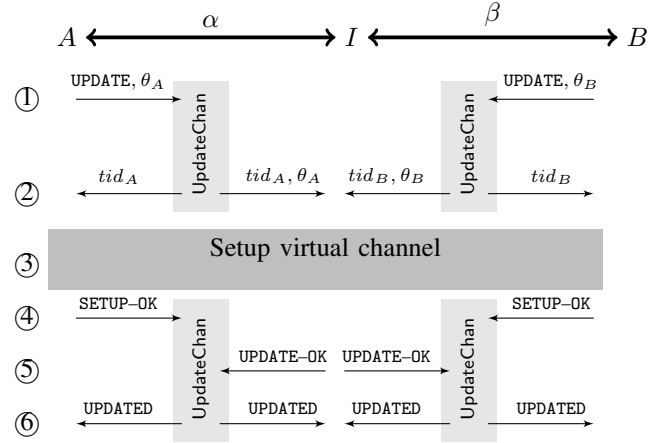 α β
A I B
① UPDATE, θ_A UPDATE, θ_B
UpdateChan UpdateChan
② tid_A tid_A, θ_A tid_B, θ_B tid_B
③ Setup virtual channel
④ SETUP–OK SETUP–OK
UpdateChan UpdateChan
⑤ UPDATE–OK UPDATE–OK
⑥ UPDATED UPDATED UPDATED UPDATED